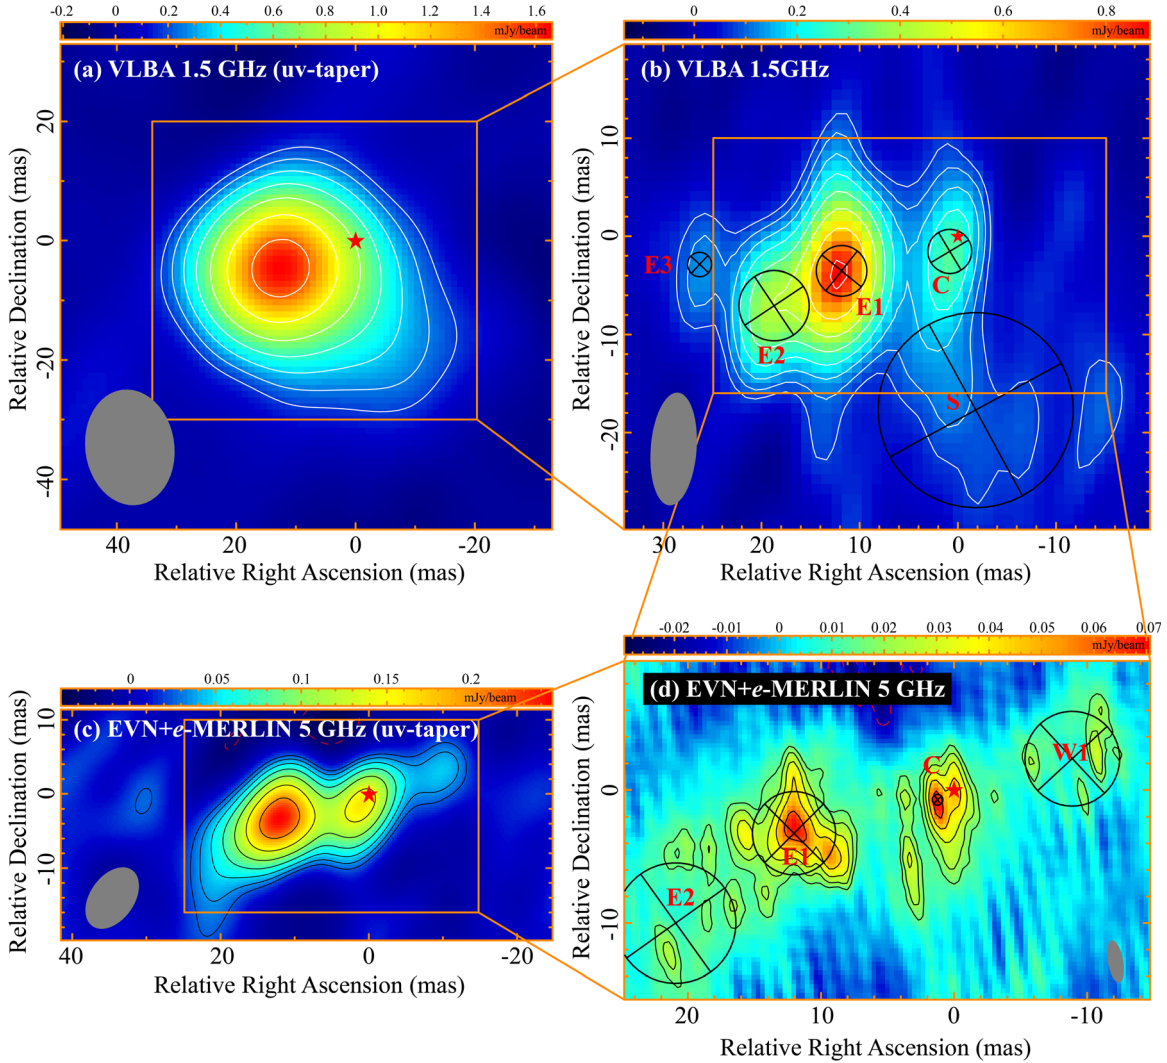 -0.2 0 0.2 0.4 0.6 0.8 1 1.2 1.4 1.6
mJy/beam
(a) VLBA 1.5 GHz (uv-taper)
20
0
-20
-40
Relative Declination (mas)
40 20 0 -20
Relative Right Ascension (mas)
0 0.2 0.4 0.6 0.8
mJy/beam
(b) VLBA 1.5GHz
20
10
0
-10
-20
Relative Declination (mas)
E3
E2
E1
C
S
30 20 10 0 -10
Relative Right Ascension (mas)
0 0.05 0.1 0.15 0.2
mJy/beam
(c) EVN+e-MERLIN 5 GHz (uv-taper)
10
0
-10
Relative Declination (mas)
40 20 0 -20
Relative Right Ascension (mas)
-0.02 -0.01 0 0.01 0.02 0.03 0.04 0.05 0.06 0.07
mJy/beam
(d) EVN+e-MERLIN 5 GHz
0
-10
Relative Declination (mas)
C
W1
E1
E2
20 10 0 -10
Relative Right Ascension (mas)